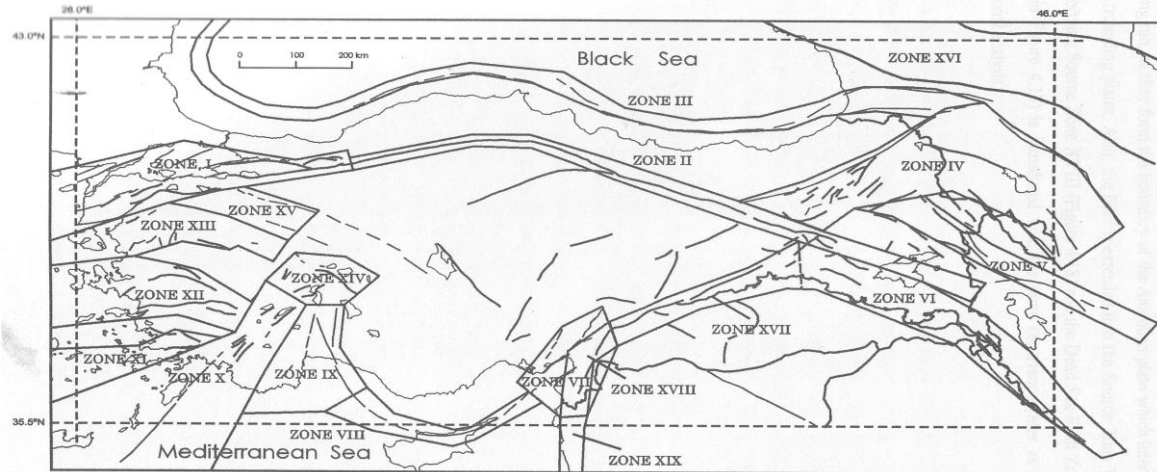 26.0°E
46.0°E
43.0°N
0 100 200 km
Black Sea
ZONE XVI
ZONE III
ZONE I
ZONE II
ZONE IV
ZONE XV
ZONE XIII
ZONE V
ZONE XIV
ZONE XII
ZONE VI
ZONE XVII
ZONE XI
ZONE X
ZONE IX
ZONE VII
ZONE XVIII
35.5°N
ZONE VIII
Mediterranean Sea
ZONE XIX